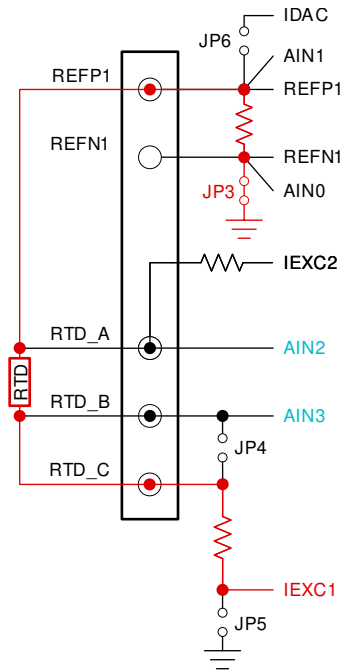 IDAC
JP6
AIN1
REFP1
REFP1
REFN1
REFN1
JP3
AIN0
IEXC2
RTD_A
AIN2
RTD
RTD_B
AIN3
JP4
RTD_C
IEXC1
JP5